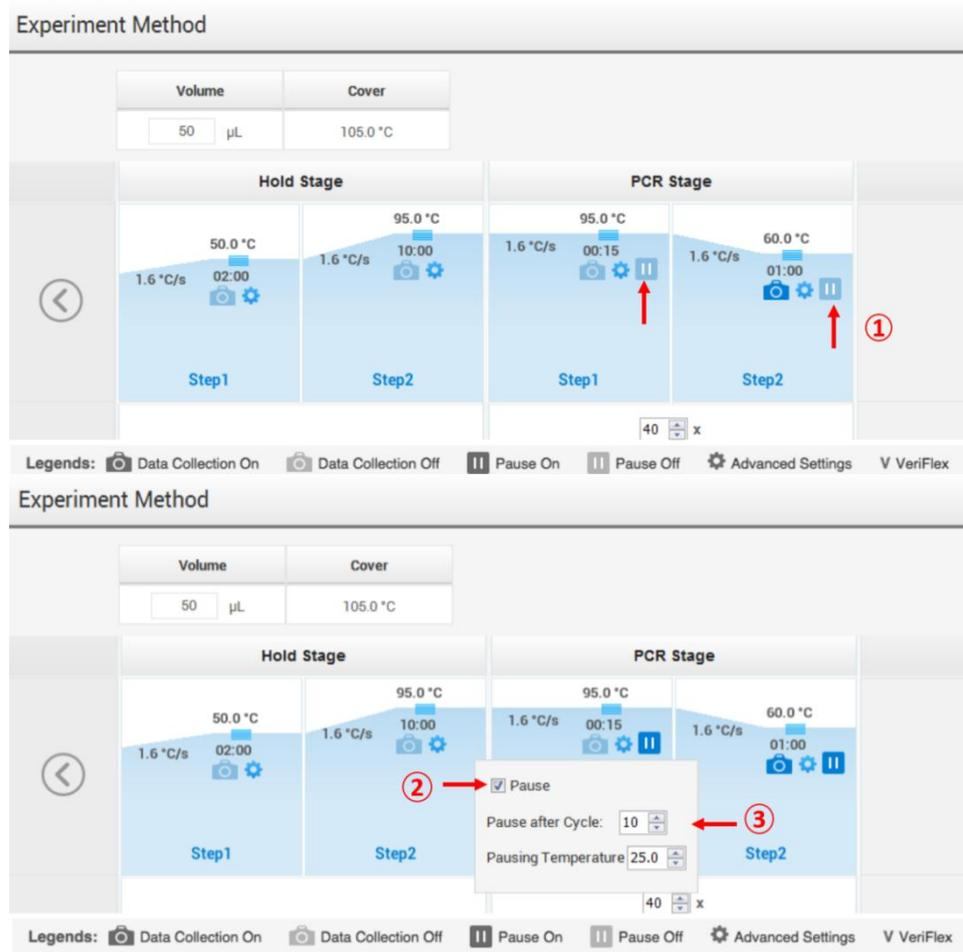 Experiment Method
Volume Cover
50 µL 105.0 °C
Hold Stage PCR Stage
95.0 °C 95.0 °C
50.0 °C 60.0 °C
1.6 °C/s 02:00 1.6 °C/s 10:00 1.6 °C/s 00:15 1.6 °C/s 01:00
①
Step1 Step2 Step1 Step2
40 x
Legends: Data Collection On Data Collection Off Pause On Pause Off Advanced Settings V VeriFlex
Experiment Method
Volume Cover
50 µL 105.0 °C
Hold Stage PCR Stage
95.0 °C 95.0 °C
50.0 °C 60.0 °C
1.6 °C/s 02:00 1.6 °C/s 10:00 1.6 °C/s 00:15 1.6 °C/s 01:00
② Pause
Pause after Cycle: 10 ③
Pausing Temperature 25.0
Step1 Step2 Step2
40 x
Legends: Data Collection On Data Collection Off Pause On Pause Off Advanced Settings V VeriFlex